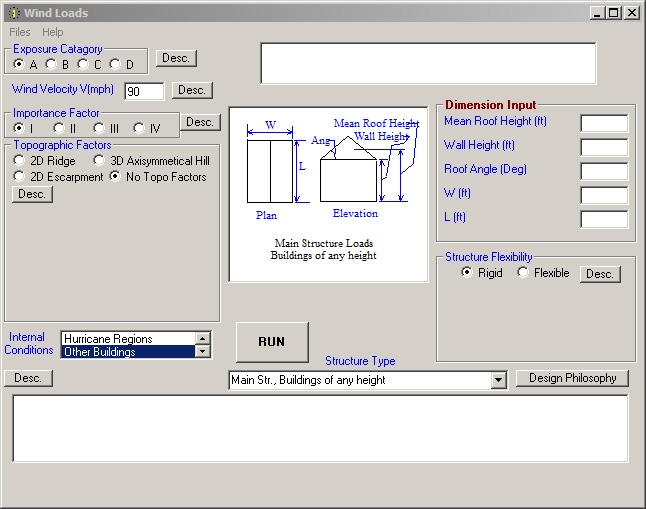 Wind Loads
Files Help
Exposure Catagory
A B C D
Desc.
Wind Velocity V(mph) 90 Desc.
Importance Factor
I II III IV
Desc.
Topographic Factors
2D Ridge 3D Axisymmetical Hill
2D Escarpment No Topo Factors
Desc.
W
L
Plan
Mean Roof Height
Wall Height
Ang
Elevation
Main Structure Loads
Buildings of any height
Dimension Input
Mean Roof Height (ft)
Wall Height (ft)
Roof Angle (Deg)
W (ft)
L (ft)
Structure Flexibility
Rigid Flexible Desc.
Internal
Conditions
Hurricane Regions
Other Buildings
RUN
Structure Type
Desc.
Main Str., Buildings of any height
Design Philosophy